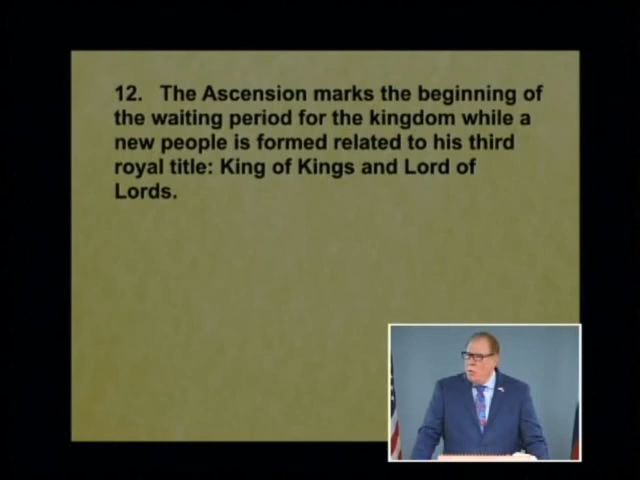 12. The Ascension marks the beginning of
the waiting period for the kingdom while a
new people is formed related to his third
royal title: King of Kings and Lord of
Lords.